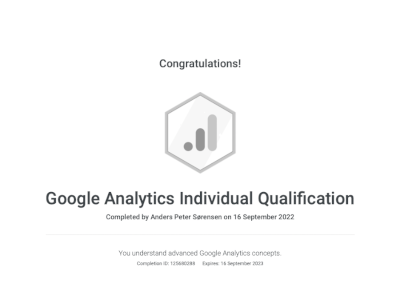 Congratulations!
Google Analytics Individual Qualification
Completed by Anders Peter Sørensen on 16 September 2022
You understand advanced Google Analytics concepts.
Completion ID: 125680288 Expires: 16 September 2023